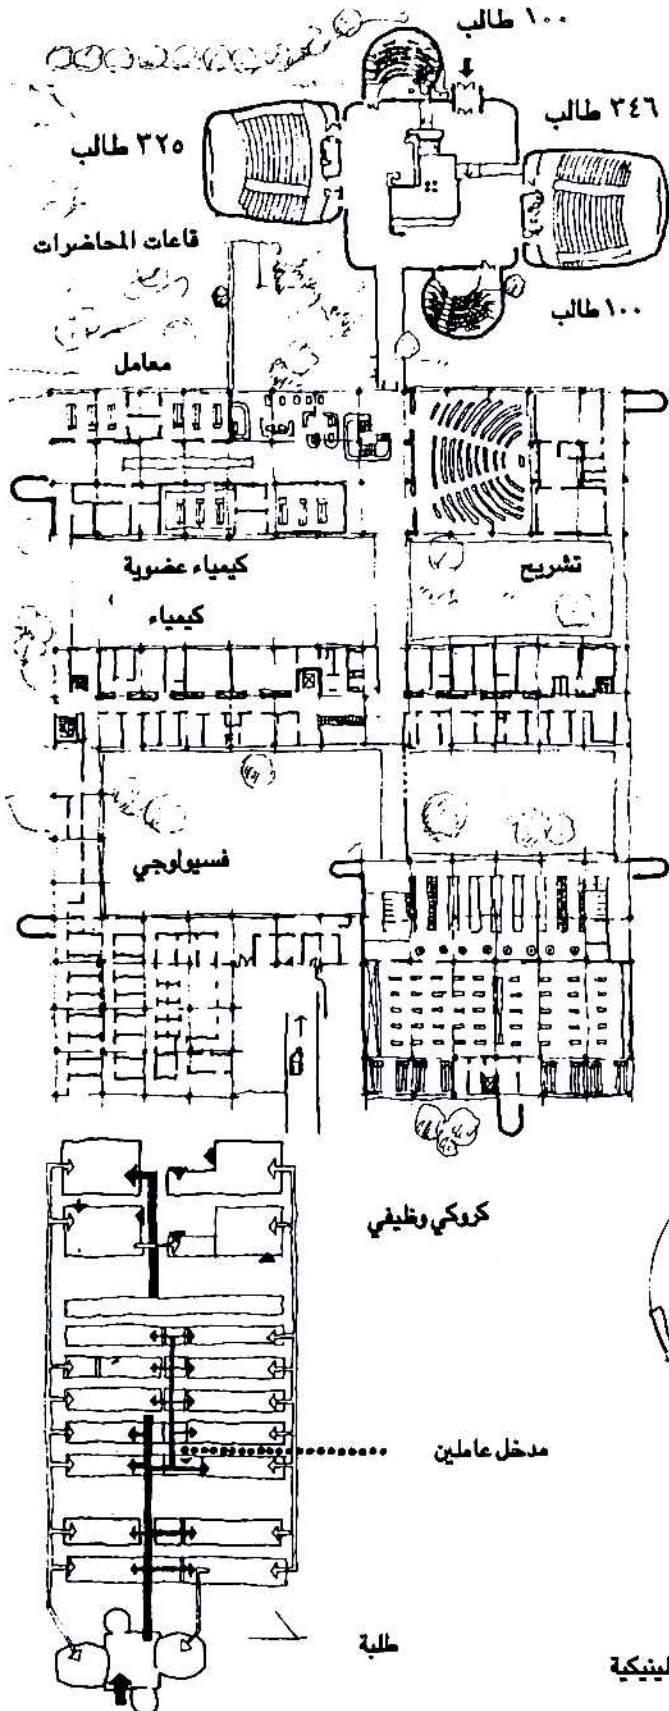 ١٠٠ طالب
٣٤٦ طالب
٣٢٥ طالب
قاعات المحاضرات
١٠٠ طالب
معامل
كيمياء عضوية
تشريح
كيمياء
فسيولوجي
كروكي وظيفي
مدخل عاملين
طلبة
لينيكية